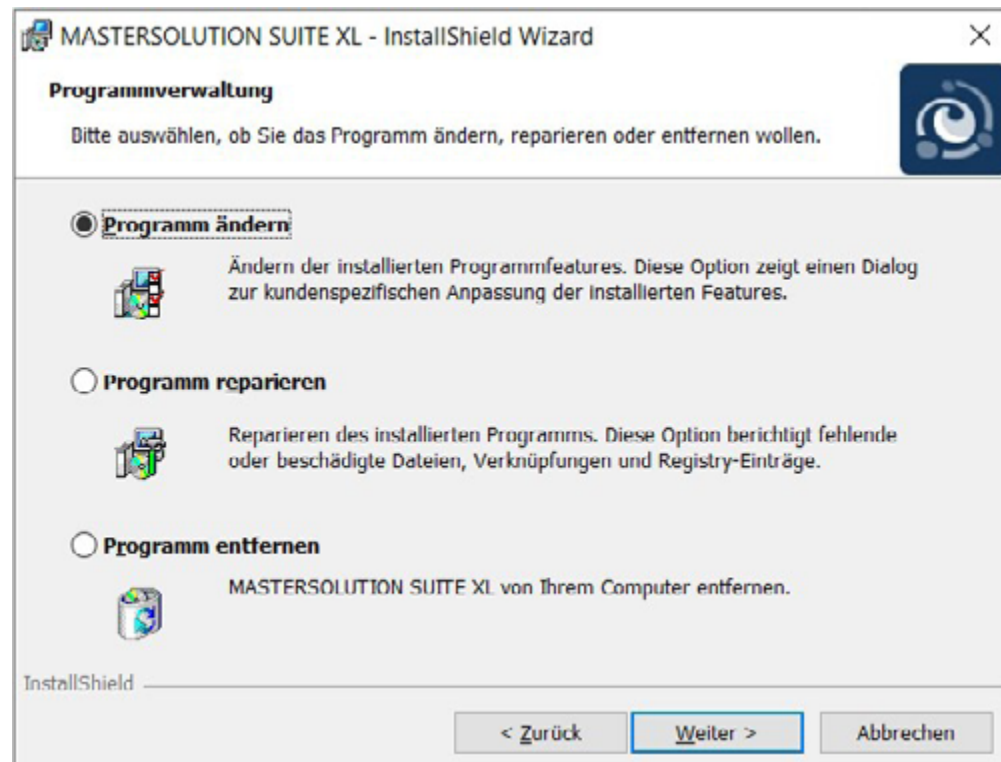 MASTERSOLUTION SUITE XL - InstallShield Wizard
Programmverwaltung
Bitte auswählen, ob Sie das Programm ändern, reparieren oder entfernen wollen.
Programm ändern
Ändern der installierten Programmfeatures. Diese Option zeigt einen Dialog
zur kundenspezifischen Anpassung der installierten Features.
Programm reparieren
Reparieren des installierten Programms. Diese Option berichtigt fehlende
oder beschädigte Dateien, Verknüpfungen und Registry-Einträge.
Programm entfernen
MASTERSOLUTION SUITE XL von Ihrem Computer entfernen.
InstallShield
< Zurück
Weiter >
Abbrechen